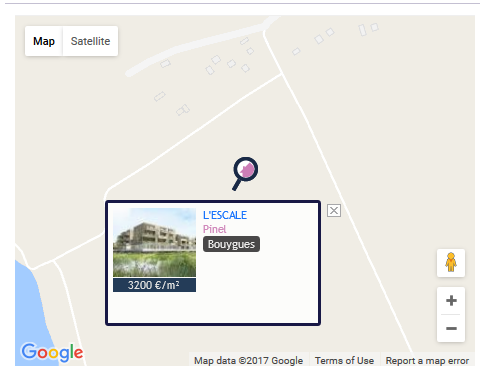 Map Satellite
L'ESCALE
Pinel
Bouygues
3200 €/m²
+
−
Google
Map data ©2017 Google Terms of Use Report a map error